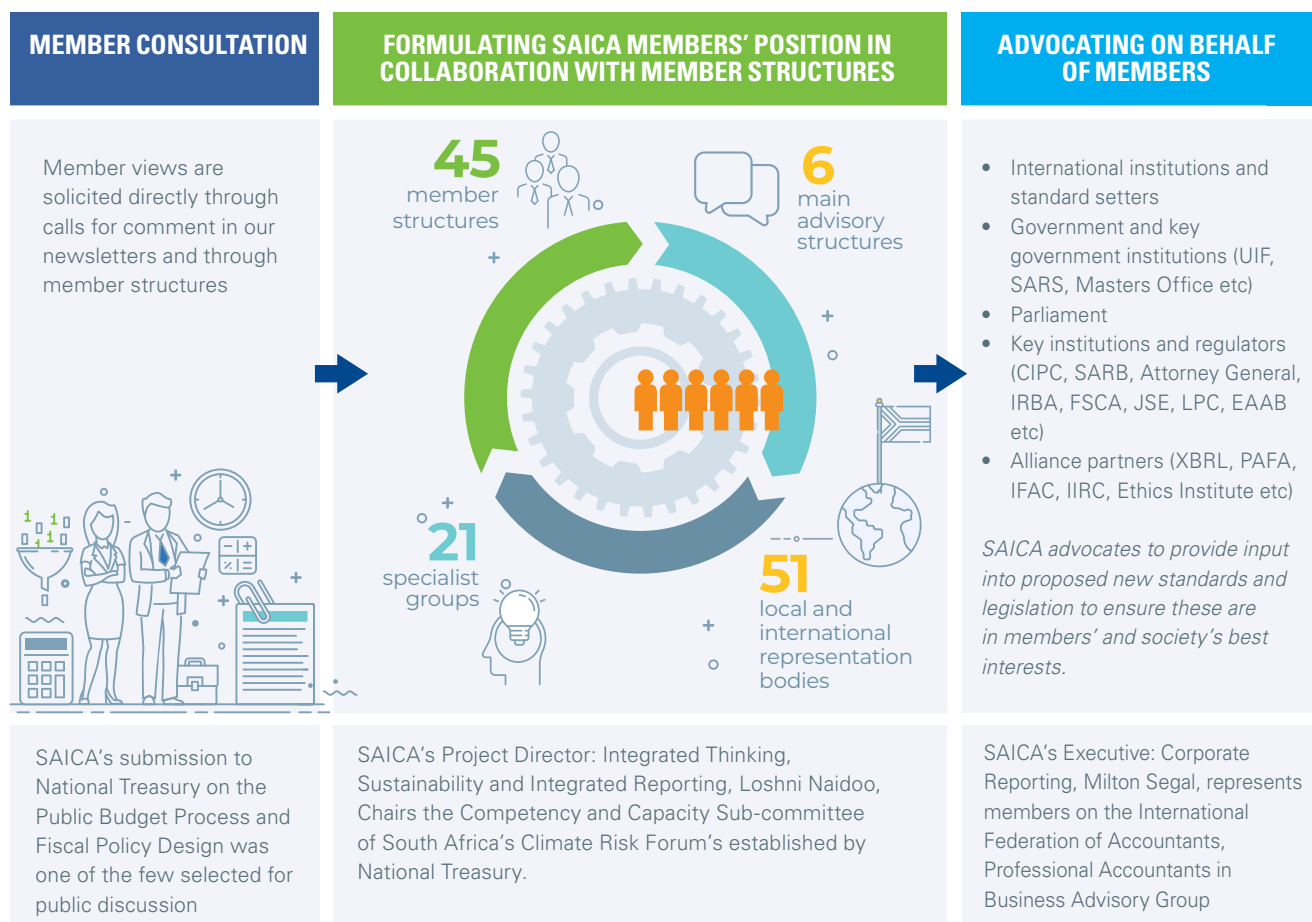 MEMBER CONSULTATION
FORMULATING SAICA MEMBERS' POSITION IN
COLLABORATION WITH MEMBER STRUCTURES
ADVOCATING ON BEHALF
OF MEMBERS
Member views are
solicited directly through
calls for comment in our
newsletters and through
member structures
45
member
structures
6
main
advisory
structures
21
specialist
groups
51
local and
international
representation
bodies
• International institutions and
standard setters
• Government and key
government institutions (UIF,
SARS, Masters Office etc)
• Parliament
• Key institutions and regulators
(CIPC, SARB, Attorney General,
IRBA, FSCA, JSE, LPC, EAAB
etc)
• Alliance partners (XBRL, PAFA,
IFAC, IIRC, Ethics Institute etc)
SAICA advocates to provide input
into proposed new standards and
legislation to ensure these are
in members' and society's best
interests.
SAICA's submission to
National Treasury on the
Public Budget Process and
Fiscal Policy Design was
one of the few selected for
public discussion
SAICA's Project Director: Integrated Thinking,
Sustainability and Integrated Reporting, Loshni Naidoo,
Chairs the Competency and Capacity Sub-committee
of South Africa's Climate Risk Forum's established by
National Treasury.
SAICA's Executive: Corporate
Reporting, Milton Segal, represents
members on the International
Federation of Accountants,
Professional Accountants in
Business Advisory Group